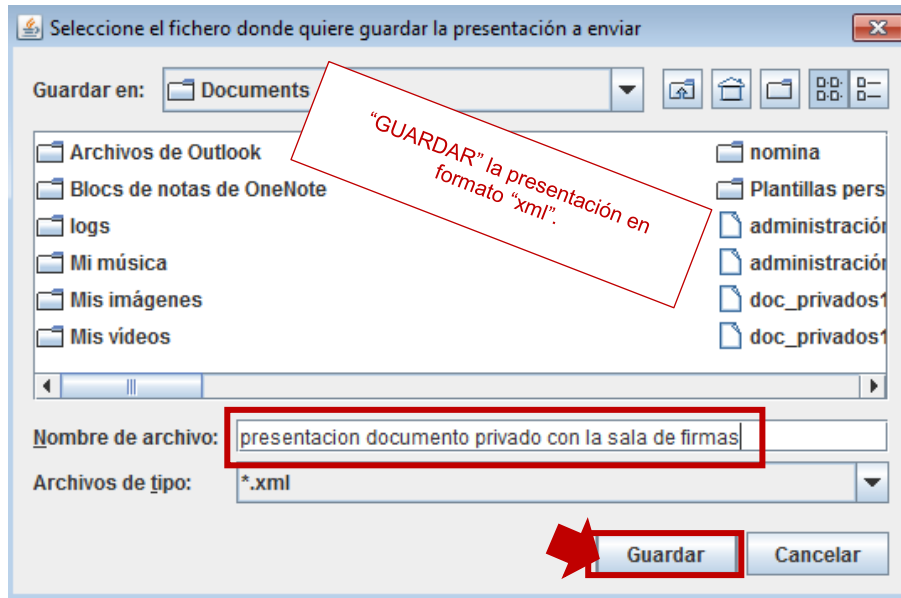 Seleccione el fichero donde quiere guardar la presentación a enviar
Guardar en: Documents
“GUARDAR” la presentación en
formato “xml”.
Archivos de Outlook
Blocs de notas de OneNote
logs
Mi música
Mis imágenes
Mis vídeos
nomina
Plantillas pers
administración
administración
doc_privados1
doc_privados1
Nombre de archivo: presentacion documento privado con la sala de firmas
Archivos de tipo: *.xml
Guardar Cancelar